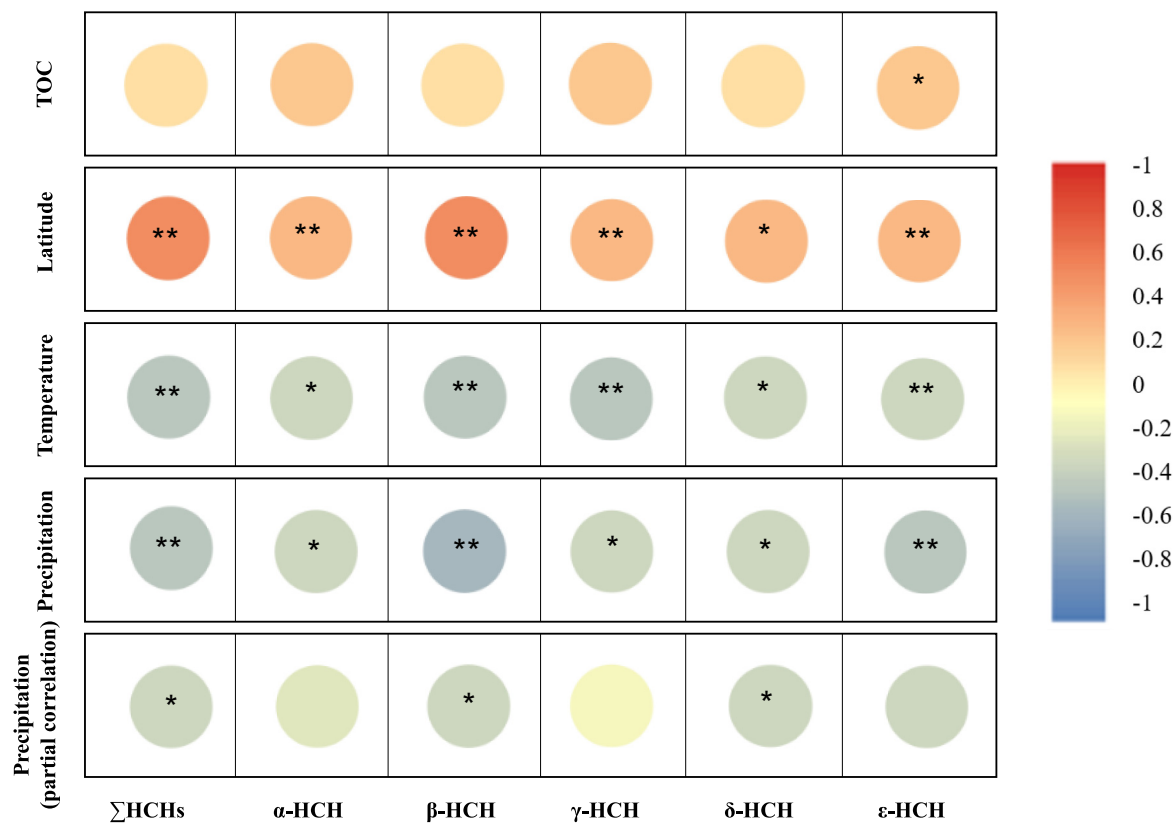 TOC
*
Latitude
** ** ** ** * **
Temperature
** * ** ** * **
Precipitation
** * ** * * **
Precipitation
(partial correlation)
* * *
∑HCHs α-HCH β-HCH γ-HCH δ-HCH ε-HCH
-1
0.8
0.6
0.4
0.2
0
-0.2
-0.4
-0.6
-0.8
-1